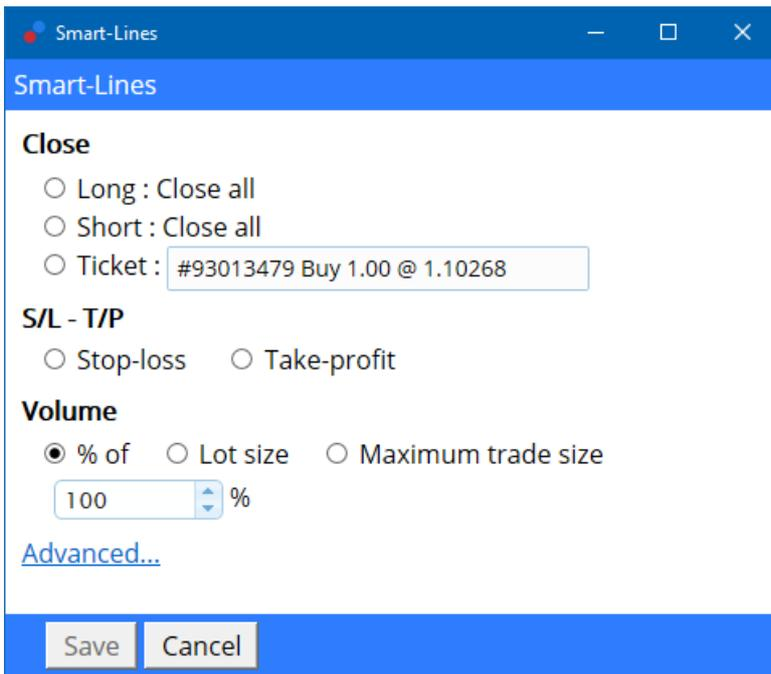 Smart-Lines
Smart-Lines
Close
Long : Close all
Short : Close all
Ticket : #93013479 Buy 1.00 @ 1.10268
S/L - T/P
Stop-loss Take-profit
Volume
% of Lot size Maximum trade size
100 %
Advanced...
Save Cancel